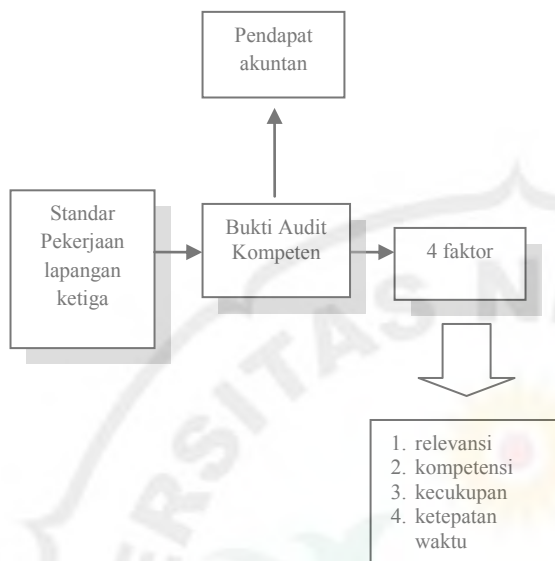 Pendapat
akuntan
Standar
Pekerjaan
lapangan
ketiga
Bukti Audit
Kompeten
4 faktor
1. relevansi
2. kompetensi
3. kecukupan
4. ketepatan
waktu
ERSITAS N